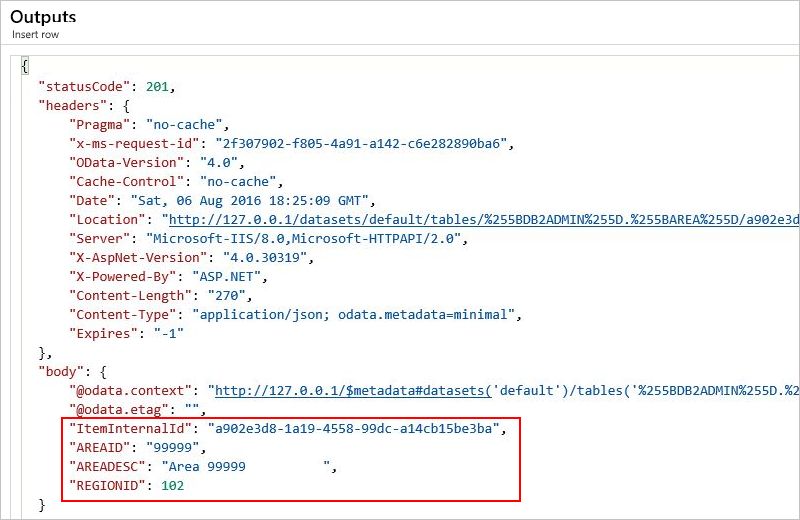 Outputs
Insert row
{
"statusCode": 201,
"headers": {
"Pragma": "no-cache",
"x-ms-request-id": "2f307902-f805-4a91-a142-c6e282890ba6",
"OData-Version": "4.0",
"Cache-Control": "no-cache",
"Date": "Sat, 06 Aug 2016 18:25:09 GMT",
"Location": "http://127.0.0.1/datasets/default/tables/%255BDB2ADMIN%255D.%255BAREA%255D/a902e3d
"Server": "Microsoft-IIS/8.0,Microsoft-HTTPAPI/2.0",
"X-AspNet-Version": "4.0.30319",
"X-Powered-By": "ASP.NET",
"Content-Length": "270",
"Content-Type": "application/json; odata.metadata=minimal",
"Expires": "-1"
},
"body": {
"@odata.context": "http://127.0.0.1/$metadata#datasets('default')/tables('%255BDB2ADMIN%255D.%2
"@odata.etag": "",
"ItemInternalId": "a902e3d8-1a19-4558-99dc-a14cb15be3ba",
"AREAID": "99999",
"AREADESC": "Area 99999          ",
"REGIONID": 102
}